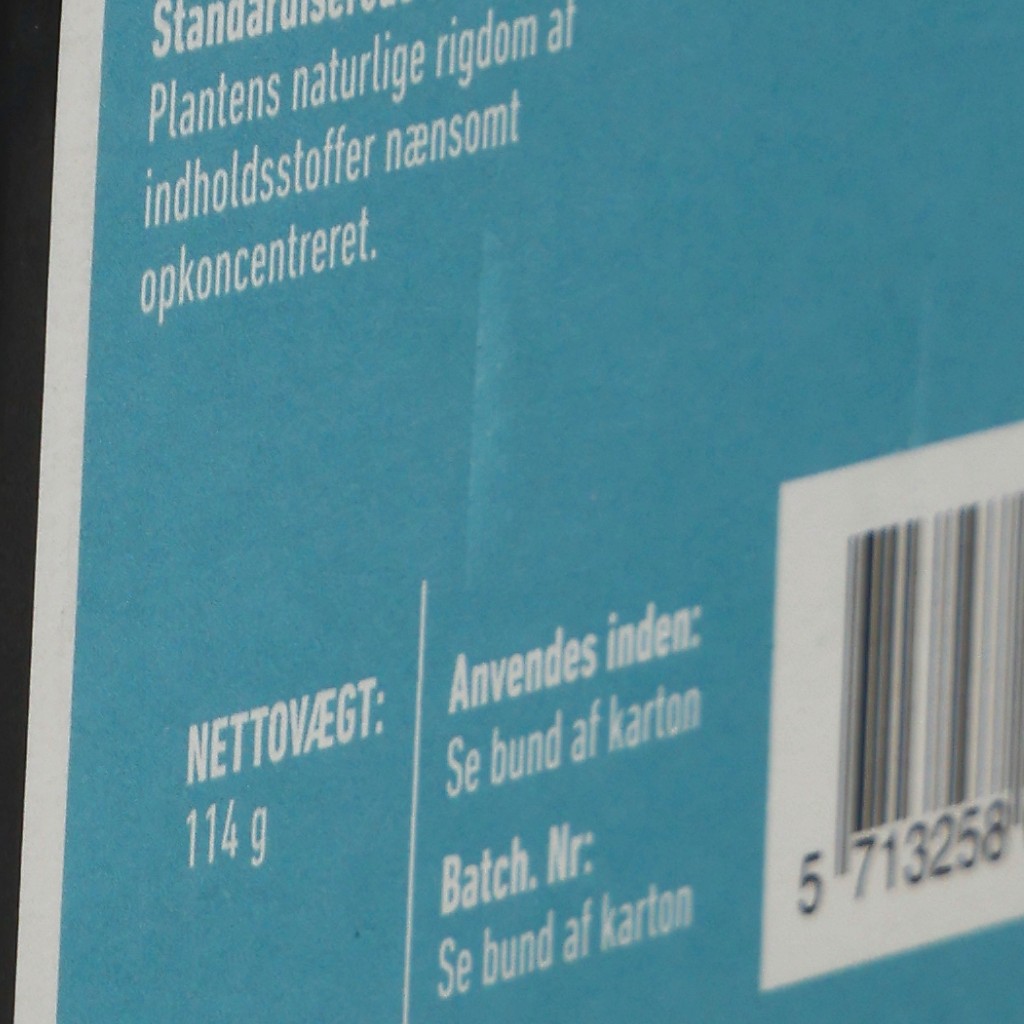 Plantens naturlige rigdom af
indholdsstoffer nænsomt
opkoncentreret.
NETTOVÆGT:
114 g
Anvendes inden:
Se bund af karton
Batch. Nr:
Se bund af karton
5 713258